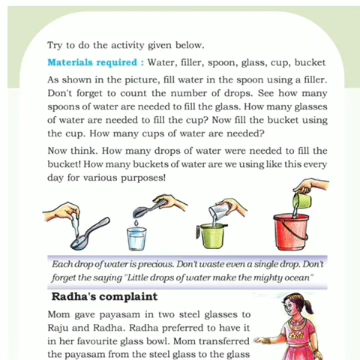 Try to do the activity given below.
Materials required : Water, filler, spoon, glass, cup, bucket
As shown in the picture, fill water in the spoon using a filler.
Don't forget to count the number of drops. See how many
spoons of water are needed to fill the glass. How many glasses
of water are needed to fill the cup? Now fill the bucket using
the cup. How many cups of water are needed?
Now think. How many drops of water were needed to fill the
bucket! How many buckets of water are we using like this every
day for various purposes!
Each drop of water is precious. Don't waste even a single drop. Don't
forget the saying "Little drops of water make the mighty ocean"
Radha's complaint
Mom gave payasam in two steel glasses to
Raju and Radha. Radha preferred to have it
in her favourite glass bowl. Mom transferred
the payasam from the steel glass to the glass